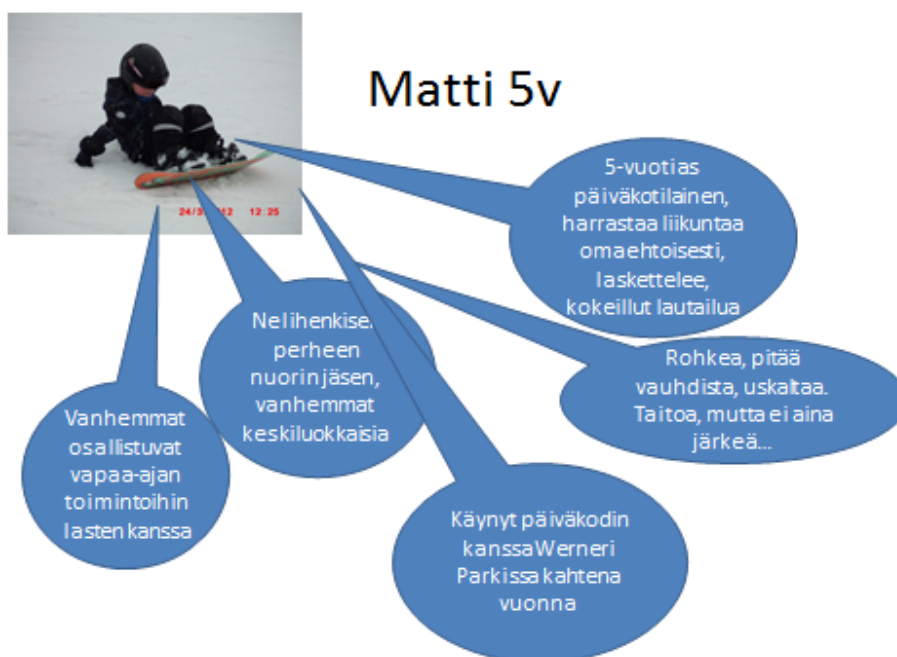 Matti 5v
24/3
12 12:25
5-vuotias
päiväkotilainen,
harrastaa liikuntaa
omaehtoisesti,
laskettelee,
kokeillut lautailua
Nelihenkise
perheen
nuorin jäsen,
vanhemmat
keskiluokkaisia
Rohkea, pitää
vauhdista, uskaltaa.
Taitoa, mutta ei aina
järkeä...
Vanhemmat
osallistuvat
vapaa-ajan
toimintoihin
lasten kanssa
Käynyt päiväkodin
kanssa Werneri
Parkissa kahtena
vuonna